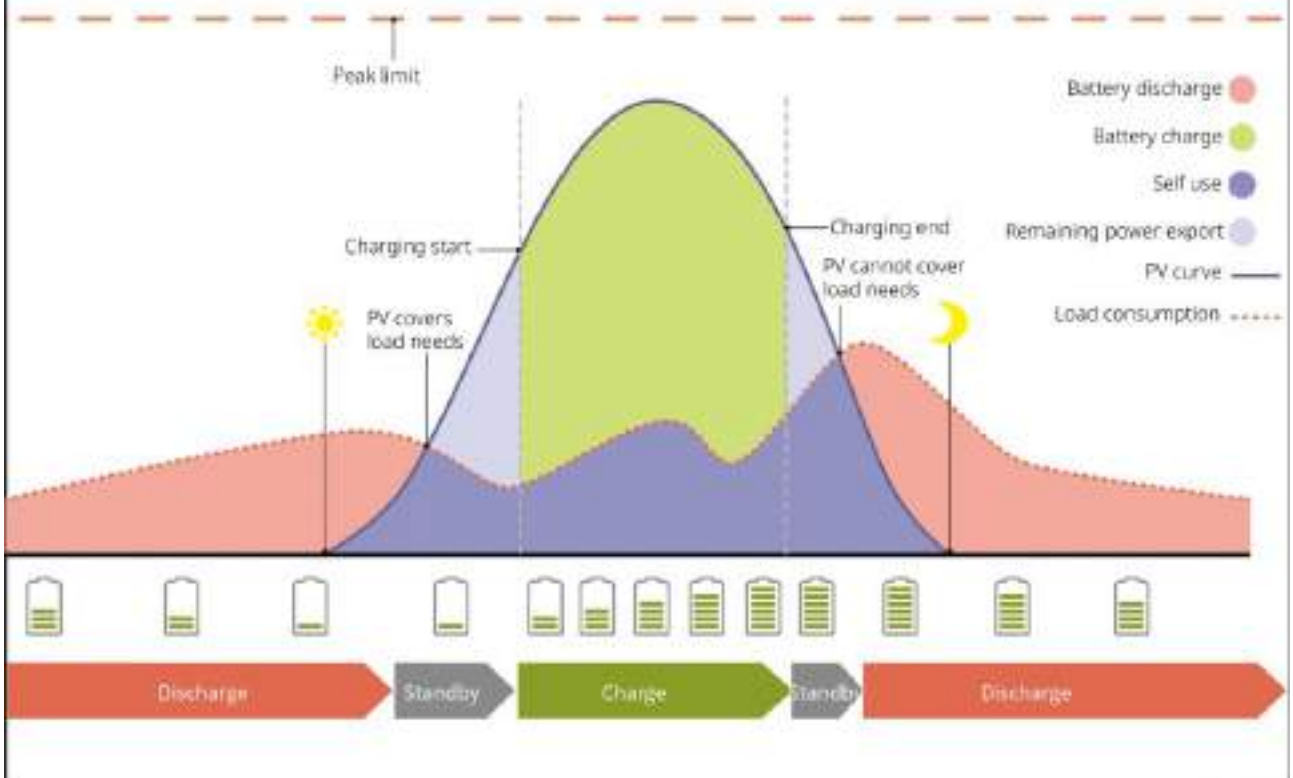 Peak limit
Battery discharge
Battery charge
Self use
Remaining power export
PV curve
Load consumption
Charging start
Charging end
PV cannot cover
load needs
PV covers
load needs
Discharge
Standby
Charge
Standby
Discharge